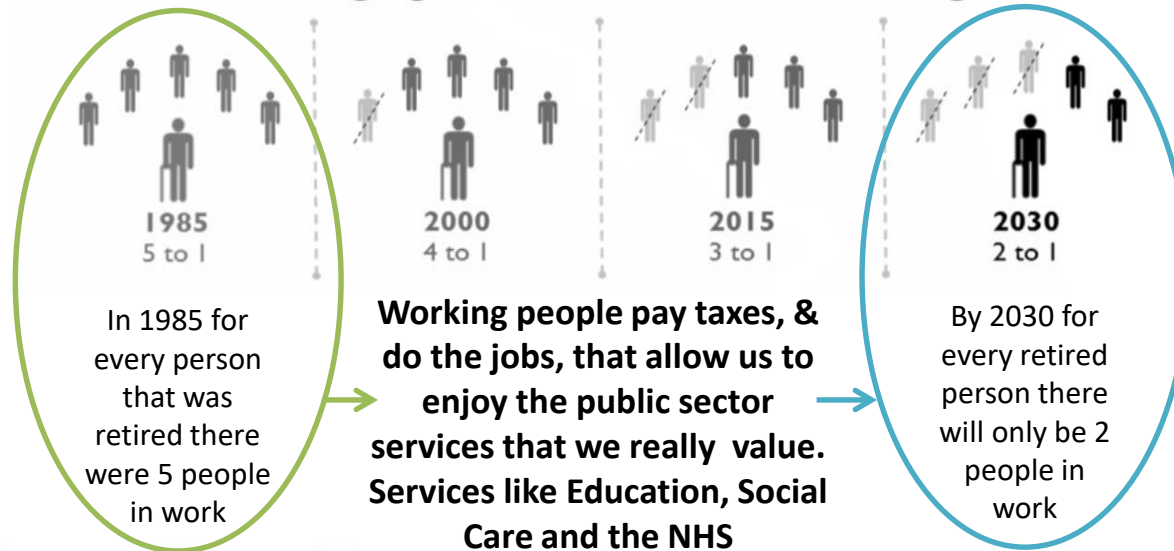 1985
5 to 1
2000
4 to 1
2015
3 to 1
2030
2 to 1
In 1985 for
every person
that was
retired there
were 5 people
in work
Working people pay taxes, &
do the jobs, that allow us to
enjoy the public sector
services that we really value.
Services like Education, Social
Care and the NHS
By 2030 for
every retired
person there
will only be 2
people in
work